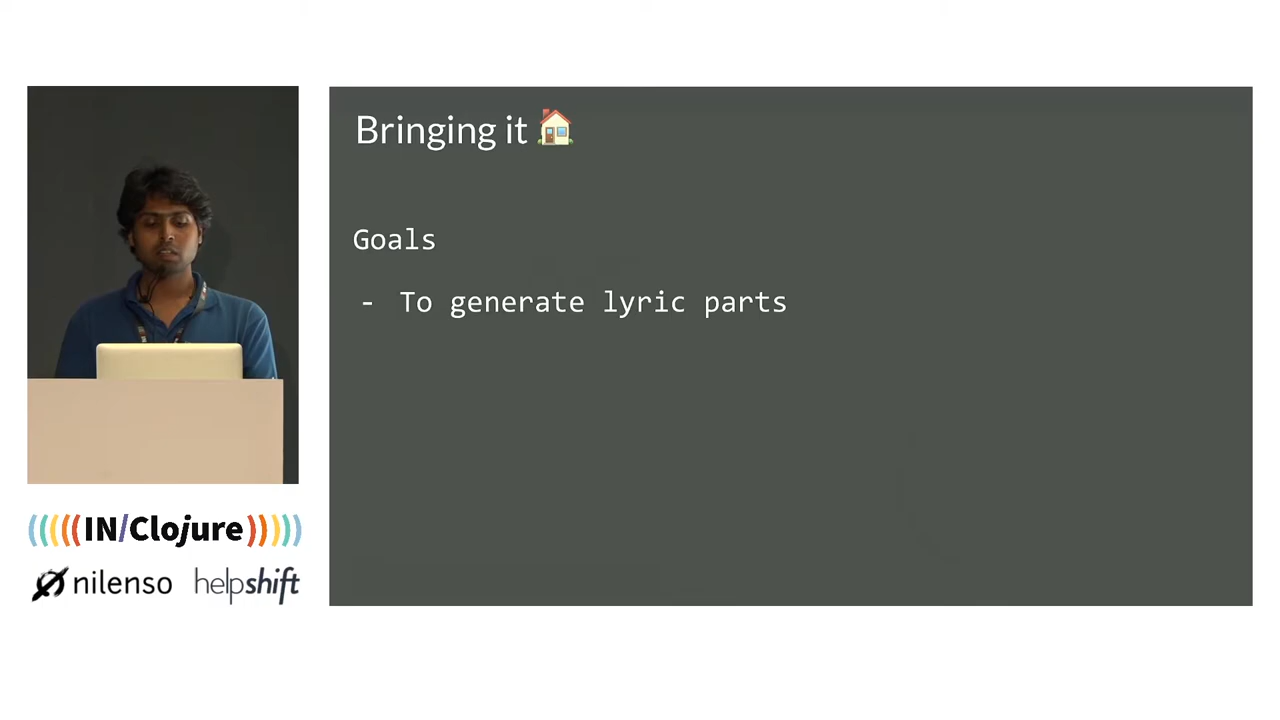 Bringing it 🏠
Goals
- To generate lyric parts
(((((IN/Clojure)))))
nilenso helpshift